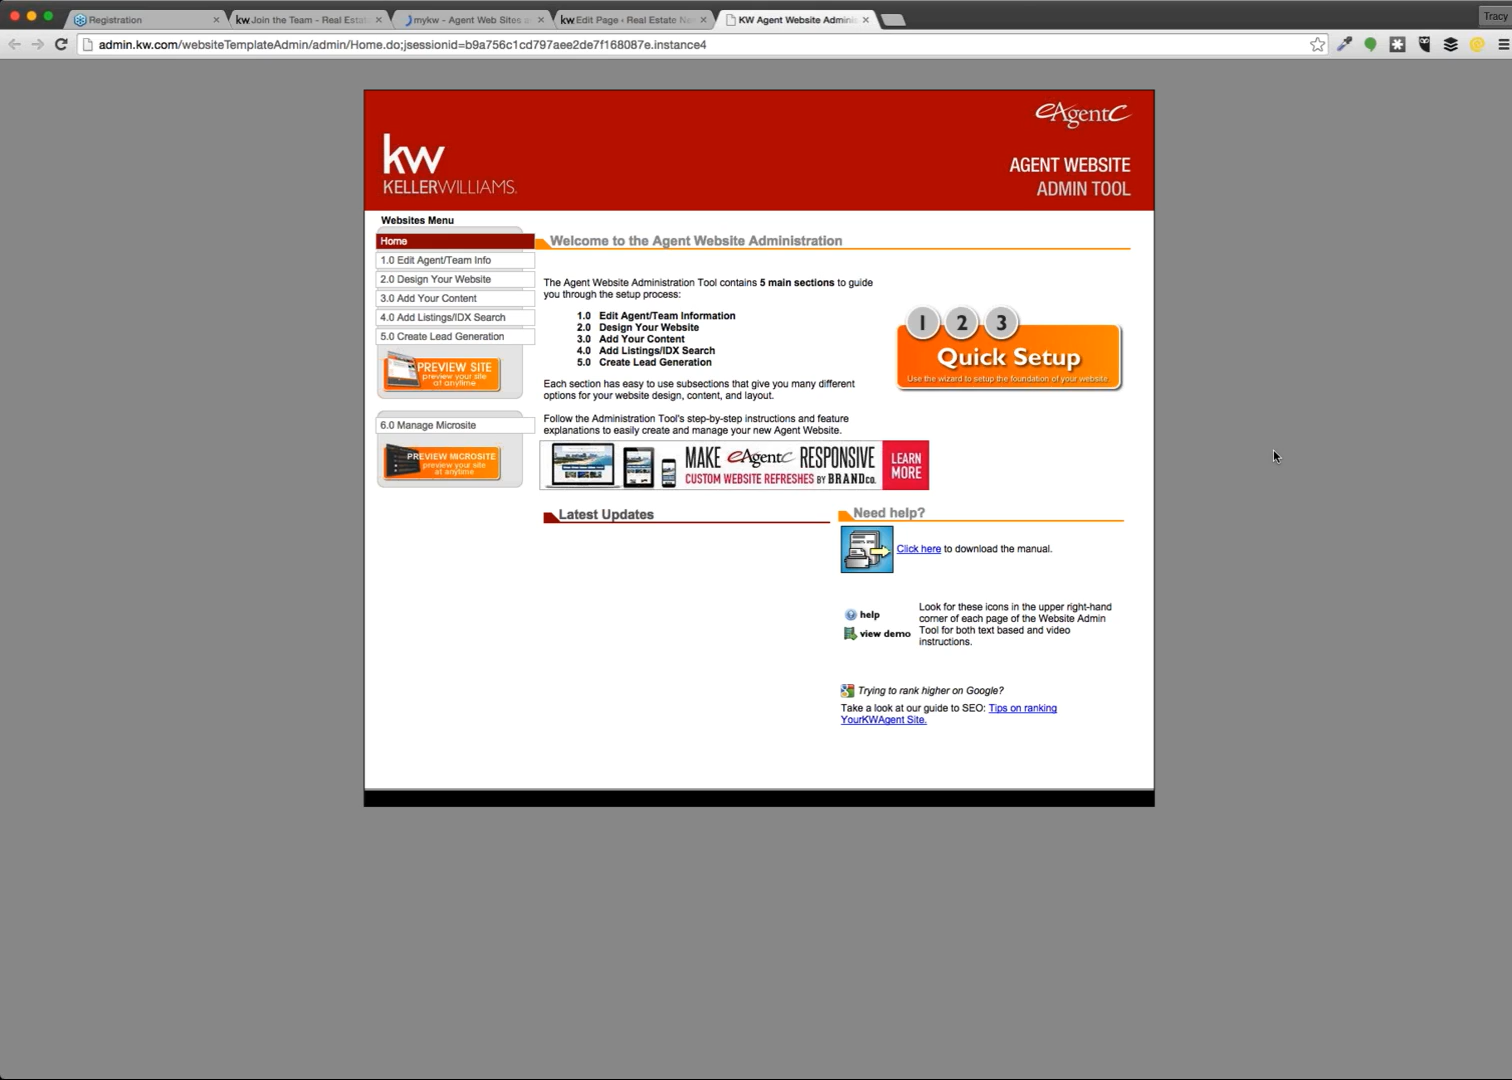 Registration
kw Join the Team - Real Estate
mykw - Agent Web Sites a
kw Edit Page ‹ Real Estate Ne
KW Agent Website Adminis
Tracy
admin.kw.com/websiteTemplateAdmin/admin/Home.do;jsessionid=b9a756c1cd797aee2de7f168087e.instance4
eAgentC
kw
KELLERWILLIAMS.
AGENT WEBSITE
ADMIN TOOL
Websites Menu
Home
1.0 Edit Agent/Team Info
2.0 Design Your Website
3.0 Add Your Content
4.0 Add Listings/IDX Search
5.0 Create Lead Generation
PREVIEW SITE
preview your site
at anytime
6.0 Manage Microsite
PREVIEW MICROSITE
preview your site
at anytime
Welcome to the Agent Website Administration
The Agent Website Administration Tool contains 5 main sections to guide
you through the setup process:
1.0 Edit Agent/Team Information
2.0 Design Your Website
3.0 Add Your Content
4.0 Add Listings/IDX Search
5.0 Create Lead Generation
Each section has easy to use subsections that give you many different
options for your website design, content, and layout.
Follow the Administration Tool's step-by-step instructions and feature
explanations to easily create and manage your new Agent Website.
1 2 3
Quick Setup
Use the wizard to setup the foundation of your website.
MAKE eAgentC RESPONSIVE
CUSTOM WEBSITE REFRESHES BY BRANDco.
LEARN
MORE
Latest Updates
Need help?
Click here to download the manual.
help
view demo
Look for these icons in the upper right-hand
corner of each page of the Website Admin
Tool for both text based and video
instructions.
Trying to rank higher on Google?
Take a look at our guide to SEO: Tips on ranking
YourKWAgent Site.